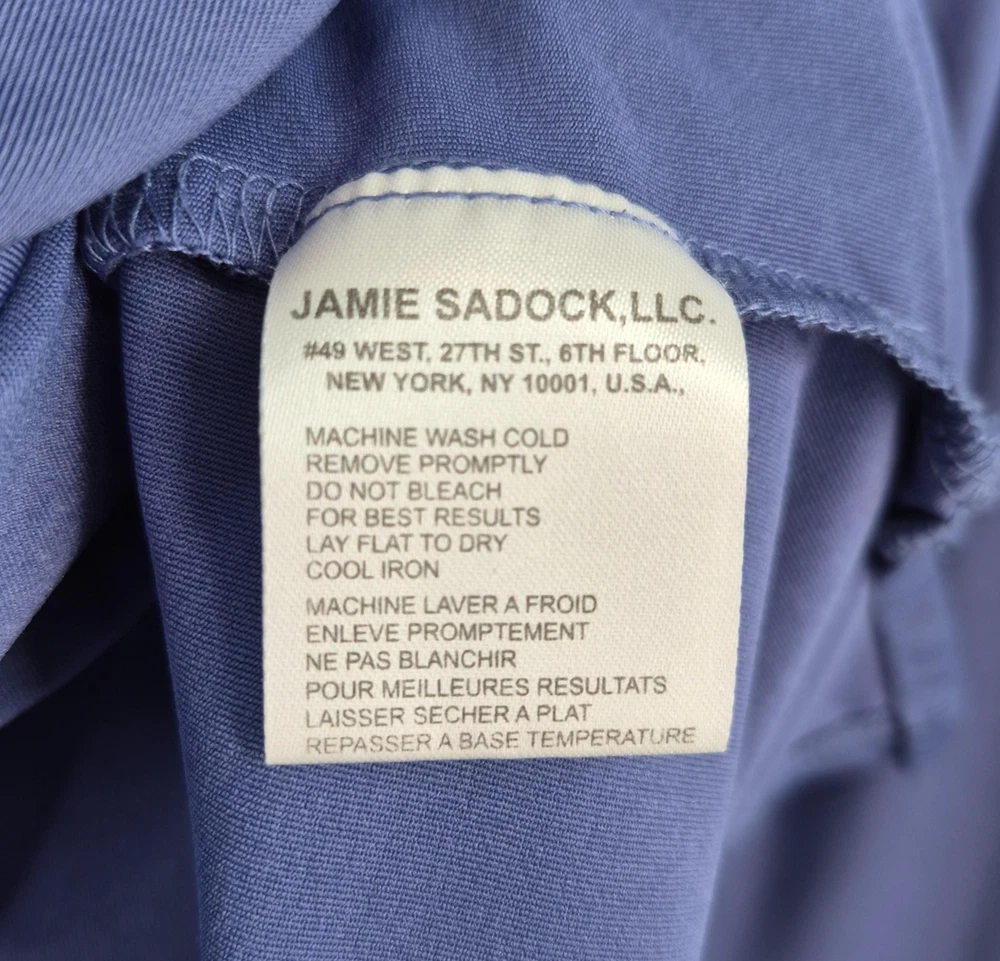 JAMIE SADOCK,LLC.
#49 WEST, 27TH ST., 6TH FLOOR,
NEW YORK, NY 10001, U.S.A.,
MACHINE WASH COLD
REMOVE PROMPTLY
DO NOT BLEACH
FOR BEST RESULTS
LAY FLAT TO DRY
COOL IRON
MACHINE LAVER A FROID
ENLEVE PROMPTEMENT
NE PAS BLANCHIR
POUR MEILLEURES RESULTATS
LAISSER SECHER A PLAT
REPASSER A BASE TEMPERATURE